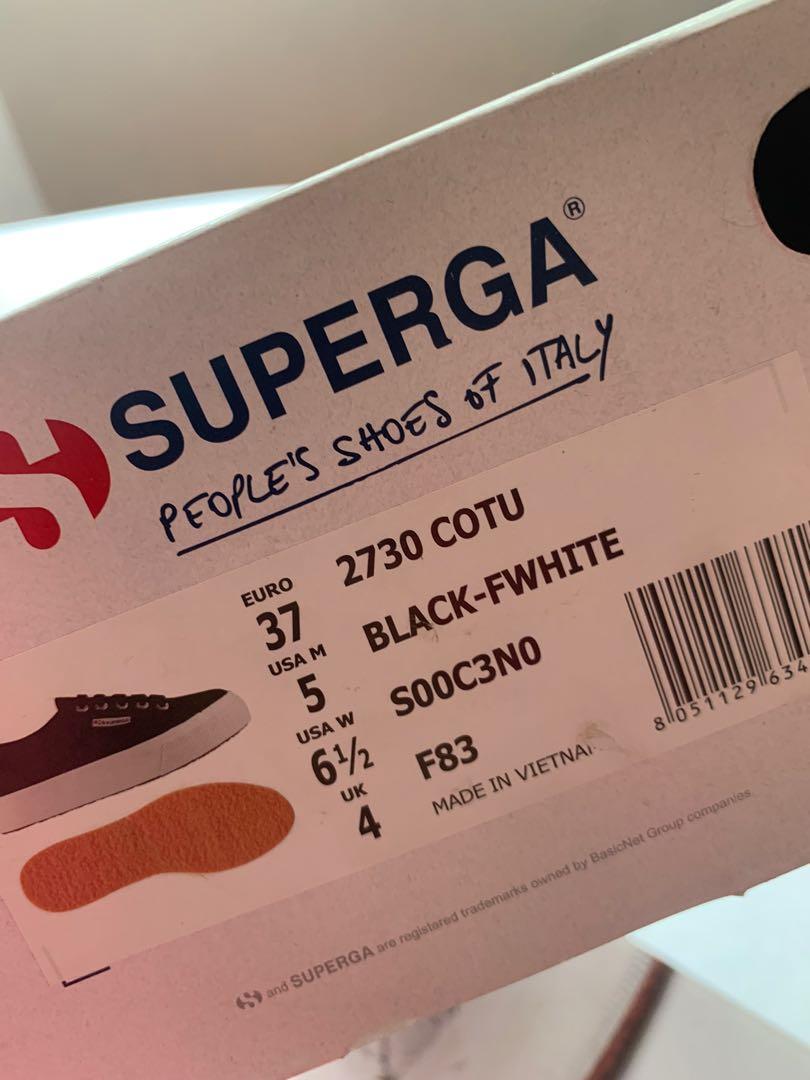 SUPERGA®
PEOPLE'S SHOES OF ITALY
EURO
37
USA M
5
USA W
6½
UK
4
2730 COTU
BLACK-FWHITE
S00C3N0
F83
MADE IN VIETNA
8 051129 634
and SUPERGA are registered trademarks owned by BasicNet Group companies.